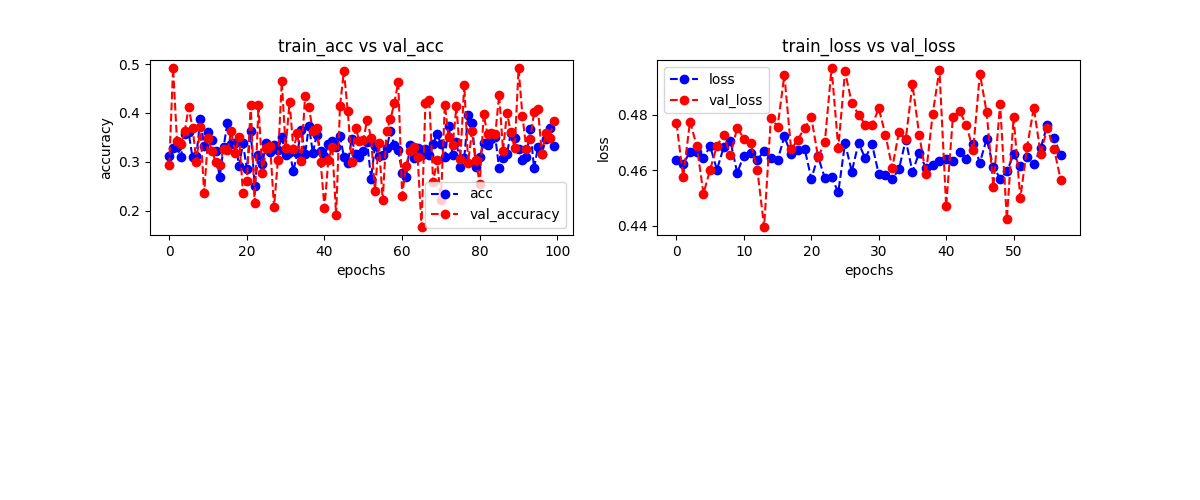 train_acc vs val_acc
0.5
0.4
0.3
0.2
accuracy
acc
val_accuracy
0
20
40
60
80
100
epochs
train_loss vs val_loss
loss
val_loss
0.48
0.46
0.44
loss
0
10
20
30
40
50
epochs